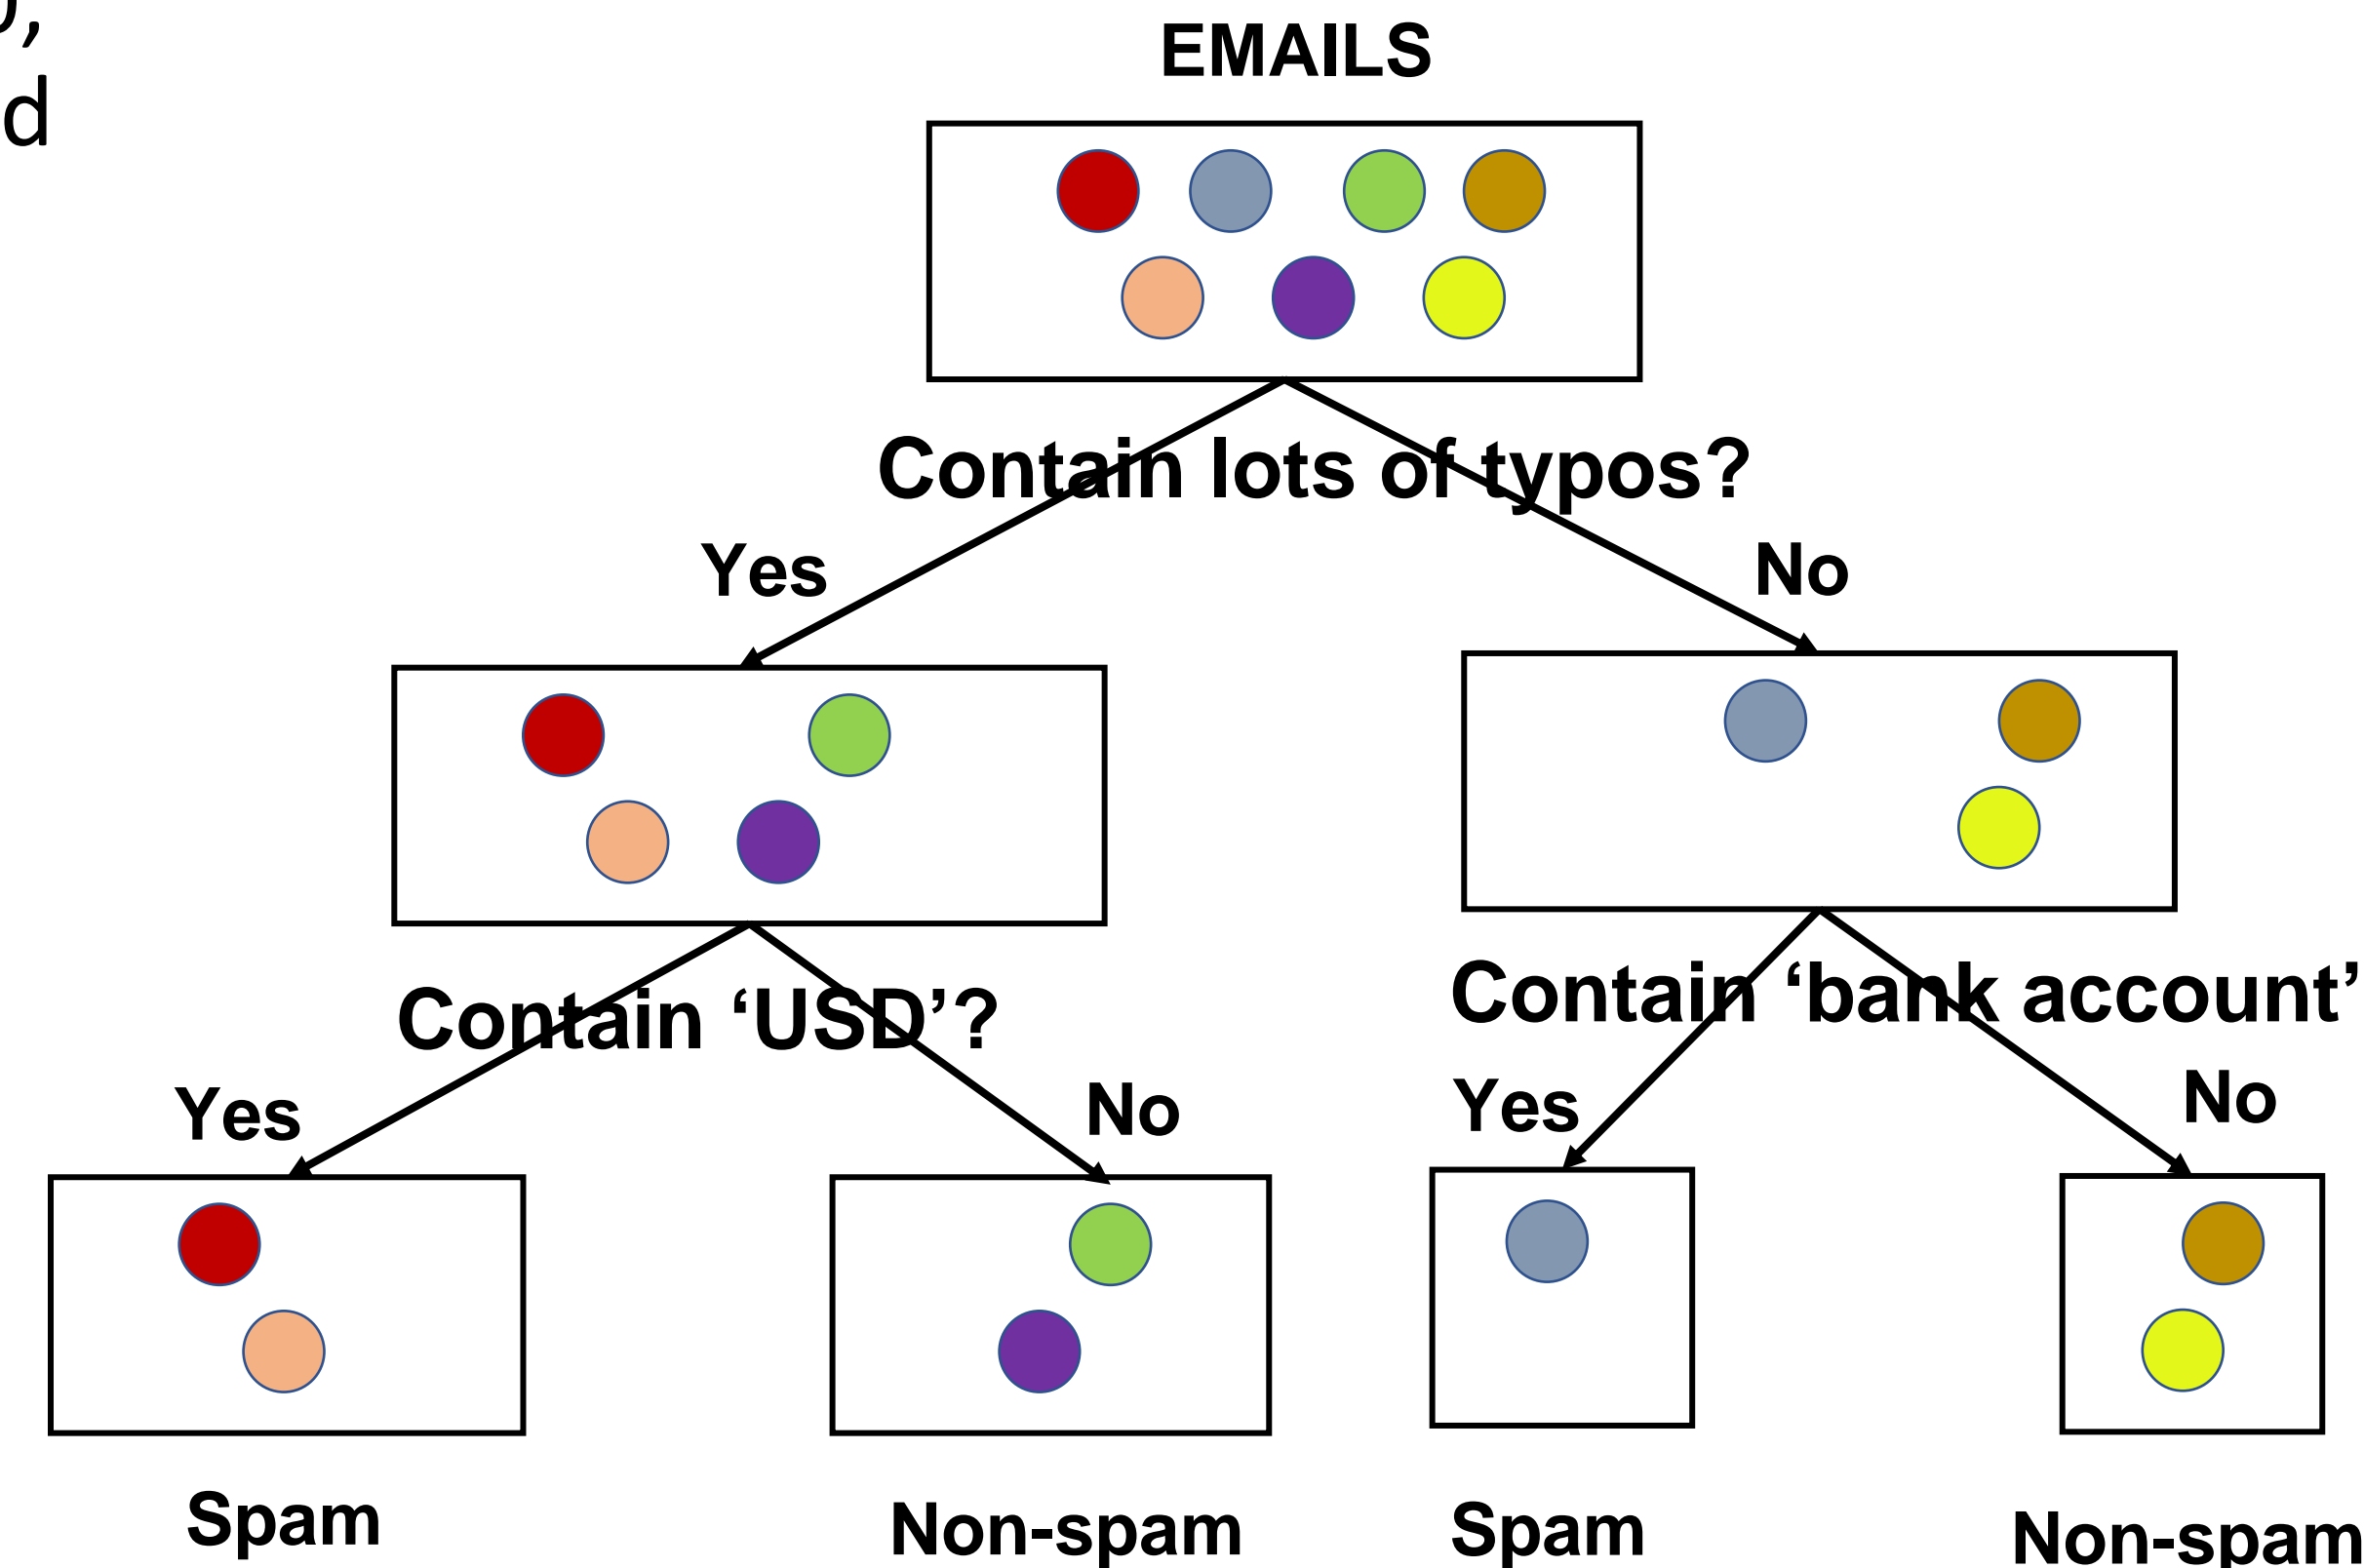 ),
d
EMAILS
Contain lots of typos?
Yes
No
Contain ‘USD’?
Contain ‘bank account’
Yes
No
Yes
No
Spam
Non-spam
Spam
Non-spam